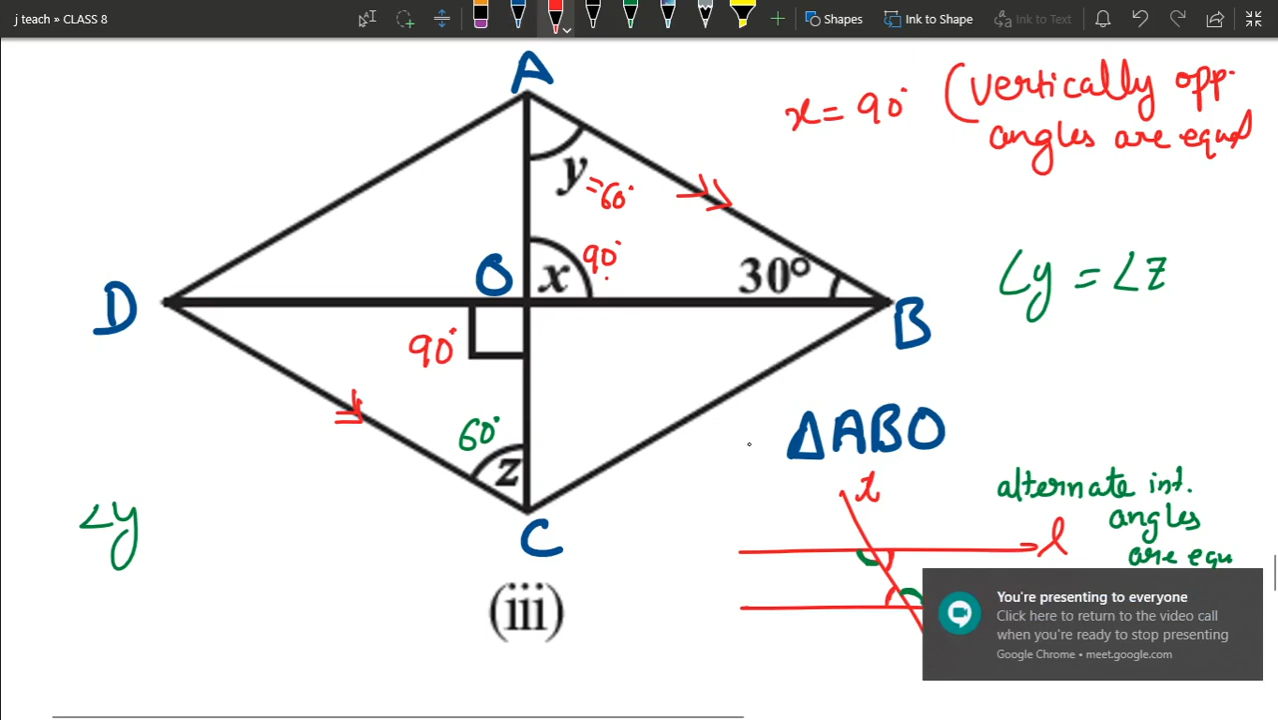 j teach » CLASS 8
Shapes
Ink to Shape
Ink to Text
A
x = 90° (vertically opp.
angles are equal
y = 60°
O
x 90°
30°
∠y = ∠z
D
B
90°
60°
z
△ABO
∠y
C
t
alternate int.
angles
are equ
l
(iii)
You're presenting to everyone
Click here to return to the video call
when you're ready to stop presenting
Google Chrome • meet.google.com